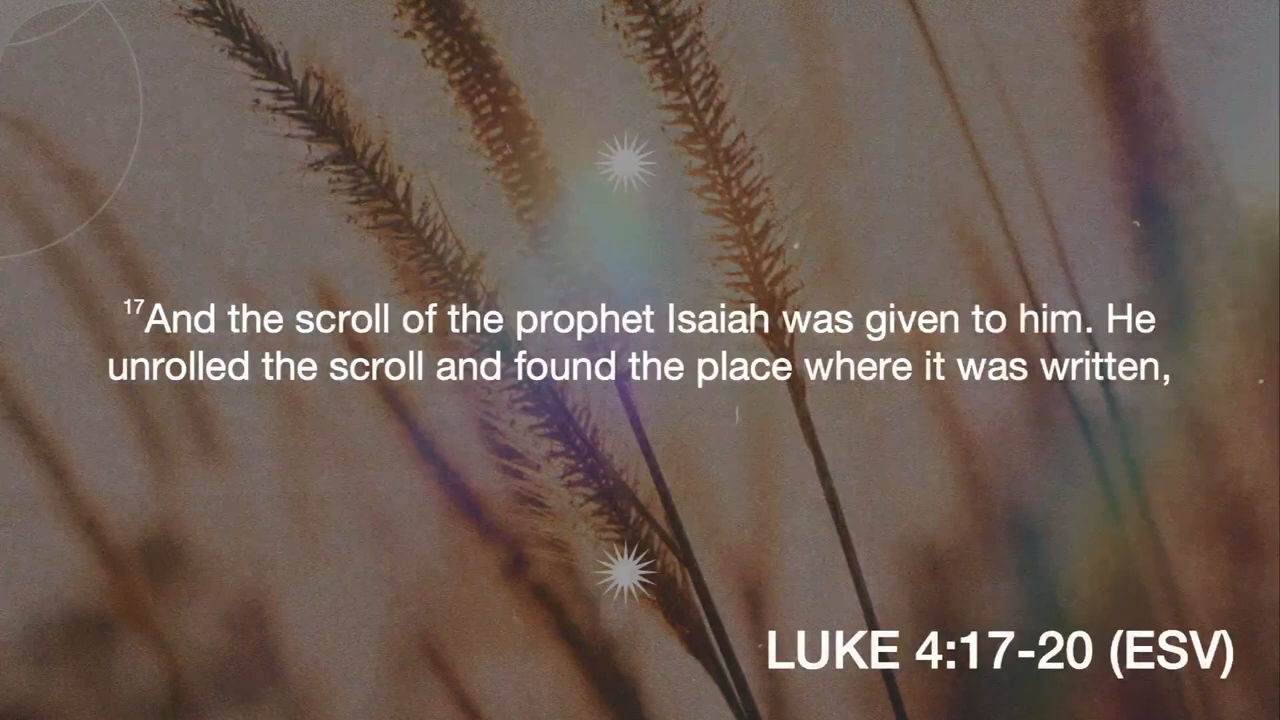 ¹⁷And the scroll of the prophet Isaiah was given to him. He
unrolled the scroll and found the place where it was written,
LUKE 4:17-20 (ESV)